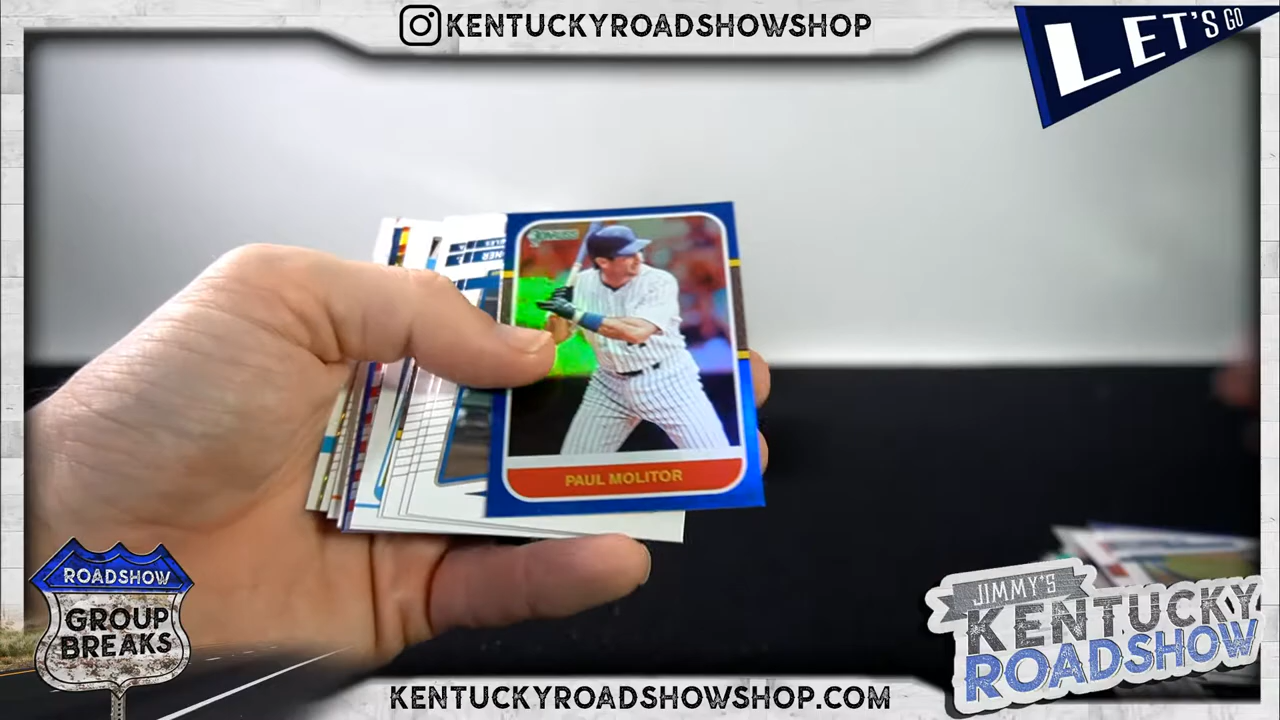 KENTUCKYROADSHOWSHOP
LET'S GO
PAUL MOLITOR
ROADSHOW
GROUP
BREAKS
JIMMY'S
KENTUCKY
ROADSHOW
KENTUCKYROADSHOWSHOP.COM